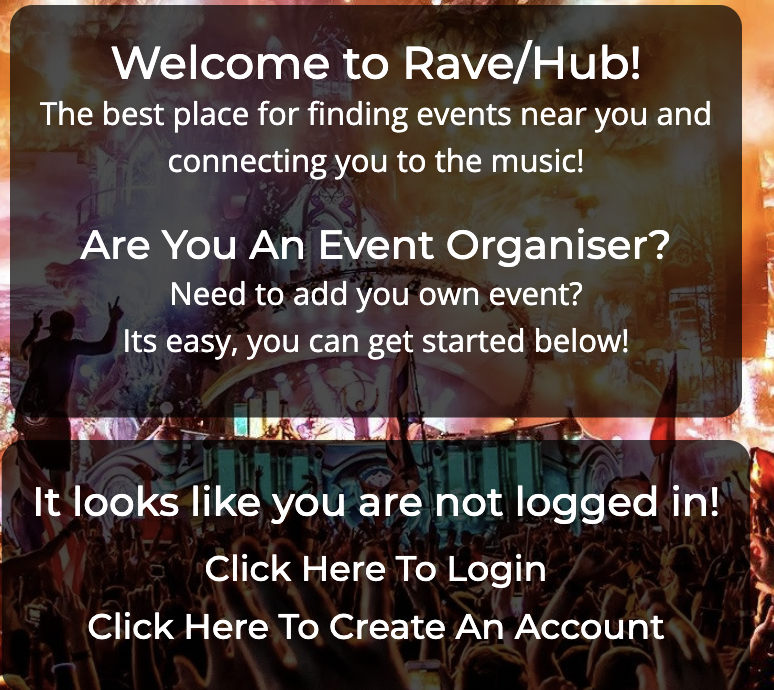 Welcome to Rave/Hub!
The best place for finding events near you and
connecting you to the music!
Are You An Event Organiser?
Need to add you own event?
Its easy, you can get started below!
It looks like you are not logged in!
Click Here To Login
Click Here To Create An Account